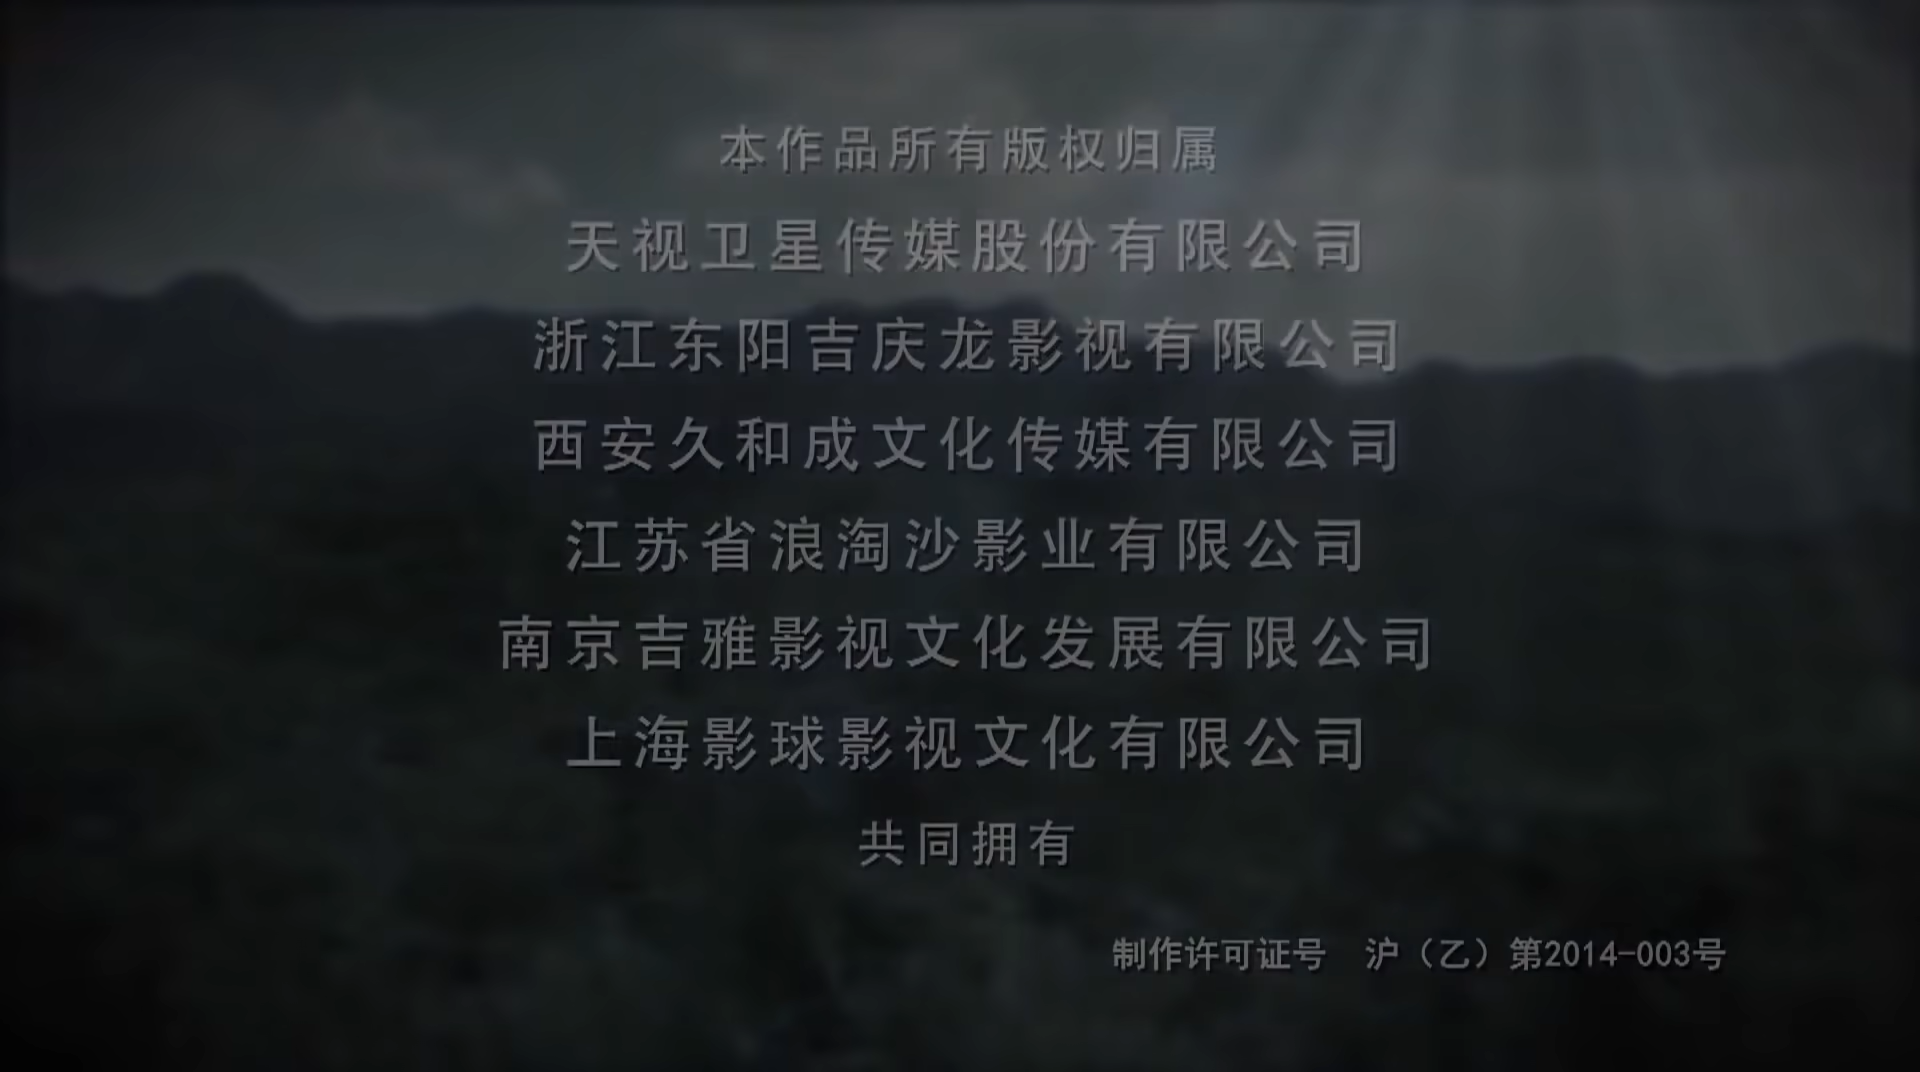 本作品所有版权归属
天视卫星传媒股份有限公司
浙江东阳吉庆龙影视有限公司
西安久和成文化传媒有限公司
江苏省浪淘沙影业有限公司
南京吉雅影视文化发展有限公司
上海影球影视文化有限公司
共同拥有
制作许可证号　沪（乙）第2014-003号